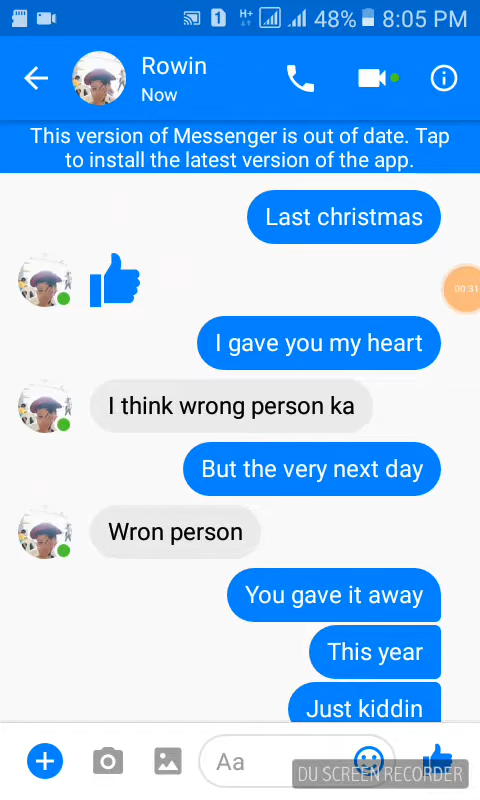 1 H+ 48% 8:05 PM
Rowin
Now
This version of Messenger is out of date. Tap
to install the latest version of the app.
Last christmas
00:31
I gave you my heart
I think wrong person ka
But the very next day
Wron person
You gave it away
This year
Just kiddin
Aa
DU SCREEN RECORDER